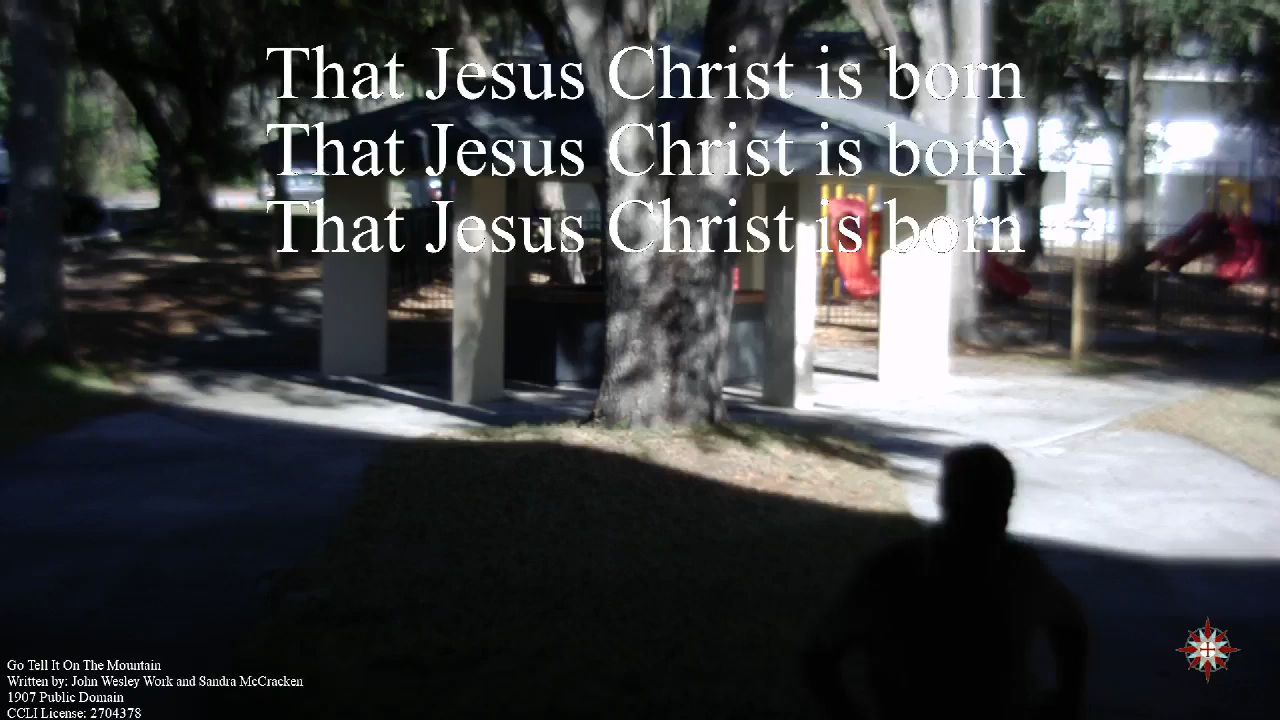 That Jesus Christ is born
That Jesus Christ is born
That Jesus Christ is born
Go Tell It On The Mountain
Written by: John Wesley Work and Sandra McCracken
1907 Public Domain
CCLI License: 2704378